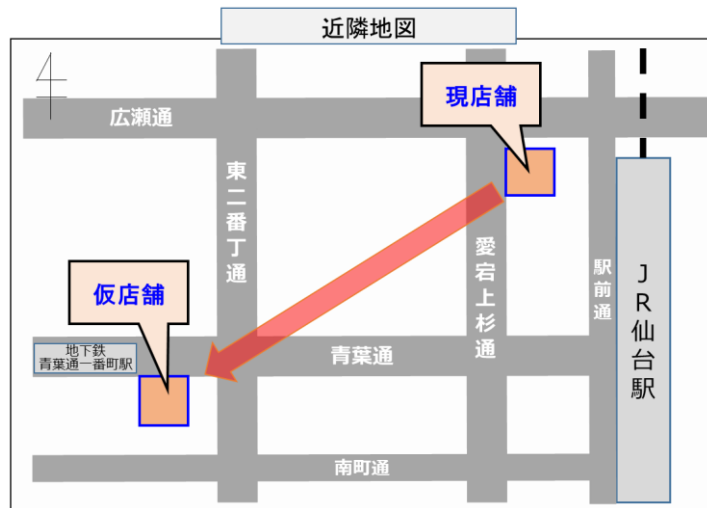 近隣地図
現店舗
広瀬通
東二番丁通
愛宕上杉通
駅前通
JR仙台駅
仮店舗
地下鉄
青葉通一番町駅
青葉通
南町通